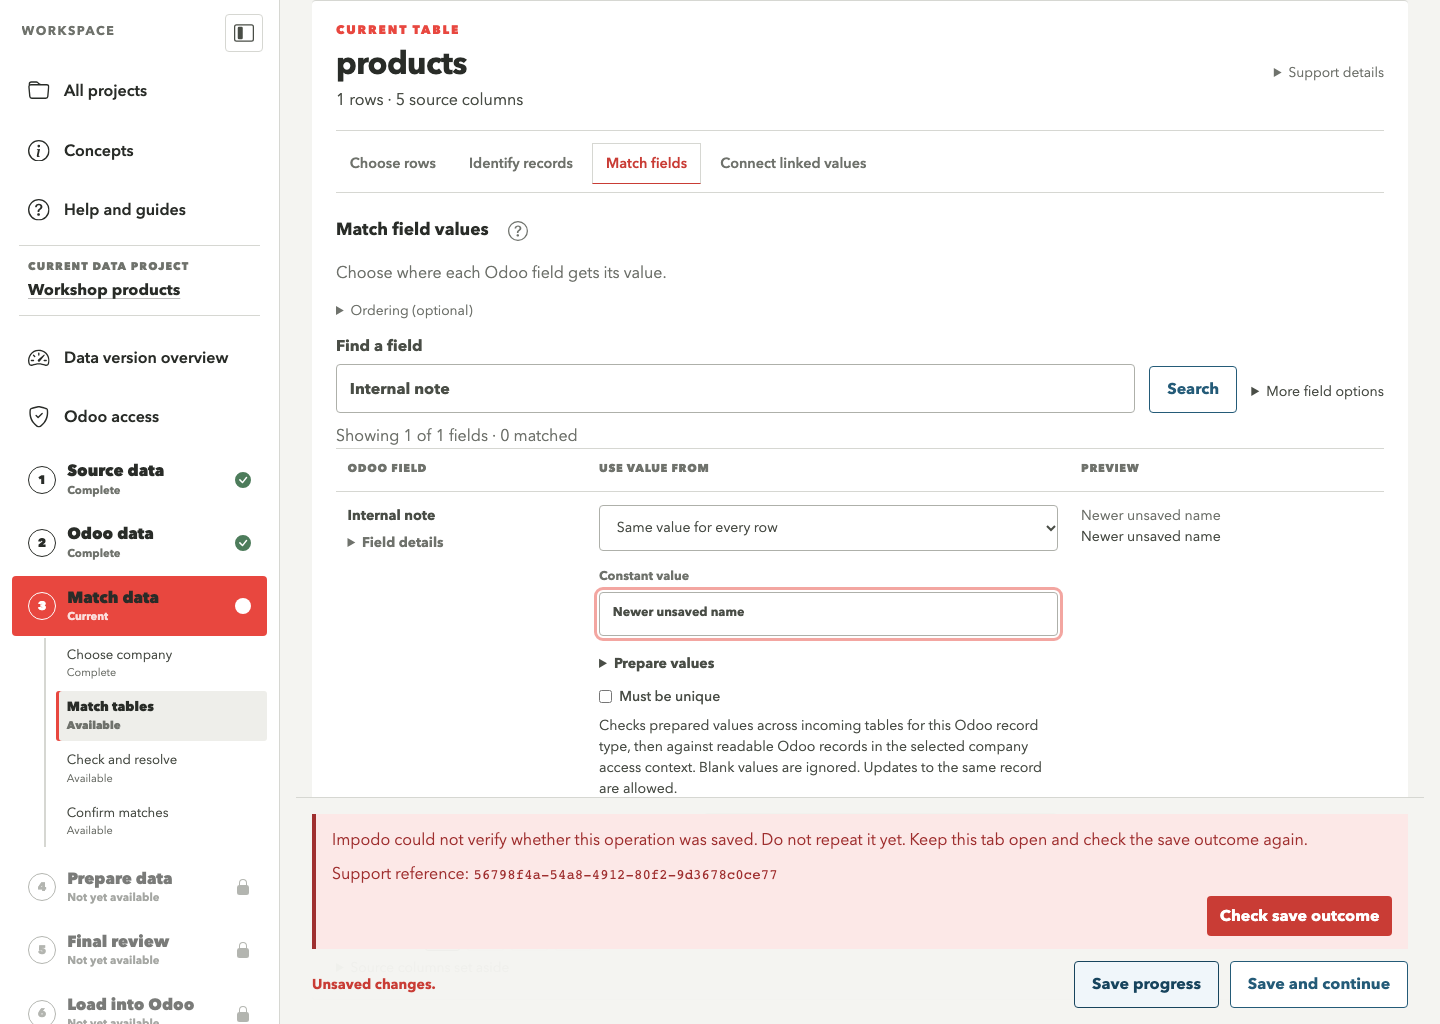 WORKSPACE
All projects
Concepts
Help and guides
CURRENT DATA PROJECT
Workshop products
Data version overview
Odoo access
1
Source data
Complete
2
Odoo data
Complete
3
Match data
Current
Choose company
Complete
Match tables
Available
Check and resolve
Available
Confirm matches
Available
4
Prepare data
Not yet available
5
Final review
Not yet available
6
Load into Odoo
Not yet available
CURRENT TABLE
products
1 rows · 5 source columns
Support details
Choose rows
Identify records
Match fields
Connect linked values
Match field values
Choose where each Odoo field gets its value.
Ordering (optional)
Find a field
Internal note
Search
More field options
Showing 1 of 1 fields · 0 matched
ODOO FIELD
USE VALUE FROM
PREVIEW
Internal note
Field details
Same value for every row
Newer unsaved name
Newer unsaved name
Constant value
Newer unsaved name
Prepare values
Must be unique
Checks prepared values across incoming tables for this Odoo record
type, then against readable Odoo records in the selected company
access context. Blank values are ignored. Updates to the same record
are allowed.
Impodo could not verify whether this operation was saved. Do not repeat it yet. Keep this tab open and check the save outcome again.
Support reference: 56798f4a-54a8-4912-80f2-9d3678c0ce77
Check save outcome
Unsaved changes.
Save progress
Save and continue